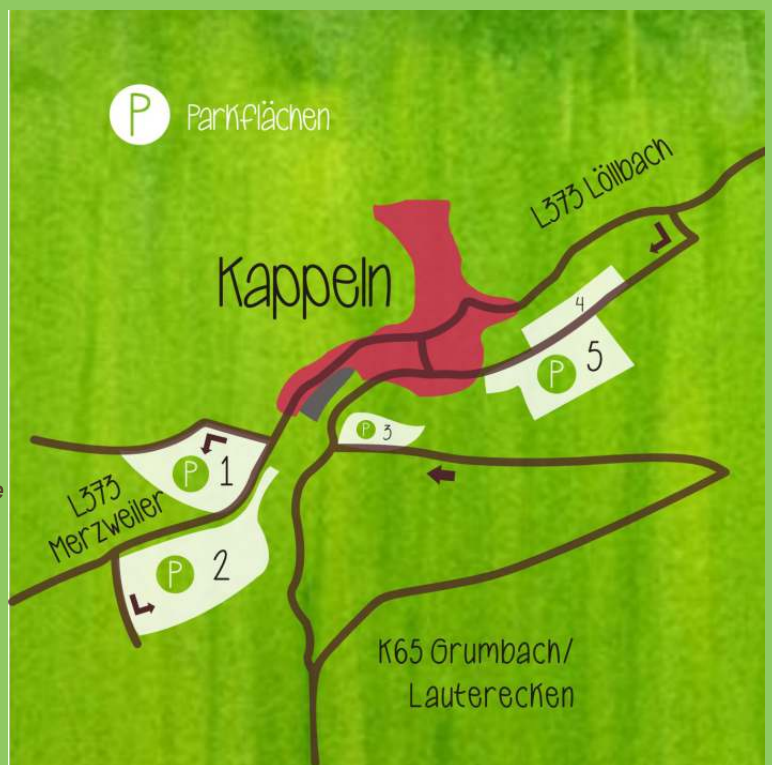 P Parkflächen
L373 Löllbach
Kappeln
4
P 5
P 3
P 1
L373
Merzweiler
P 2
K65 Grumbach/
Lauterecken
e